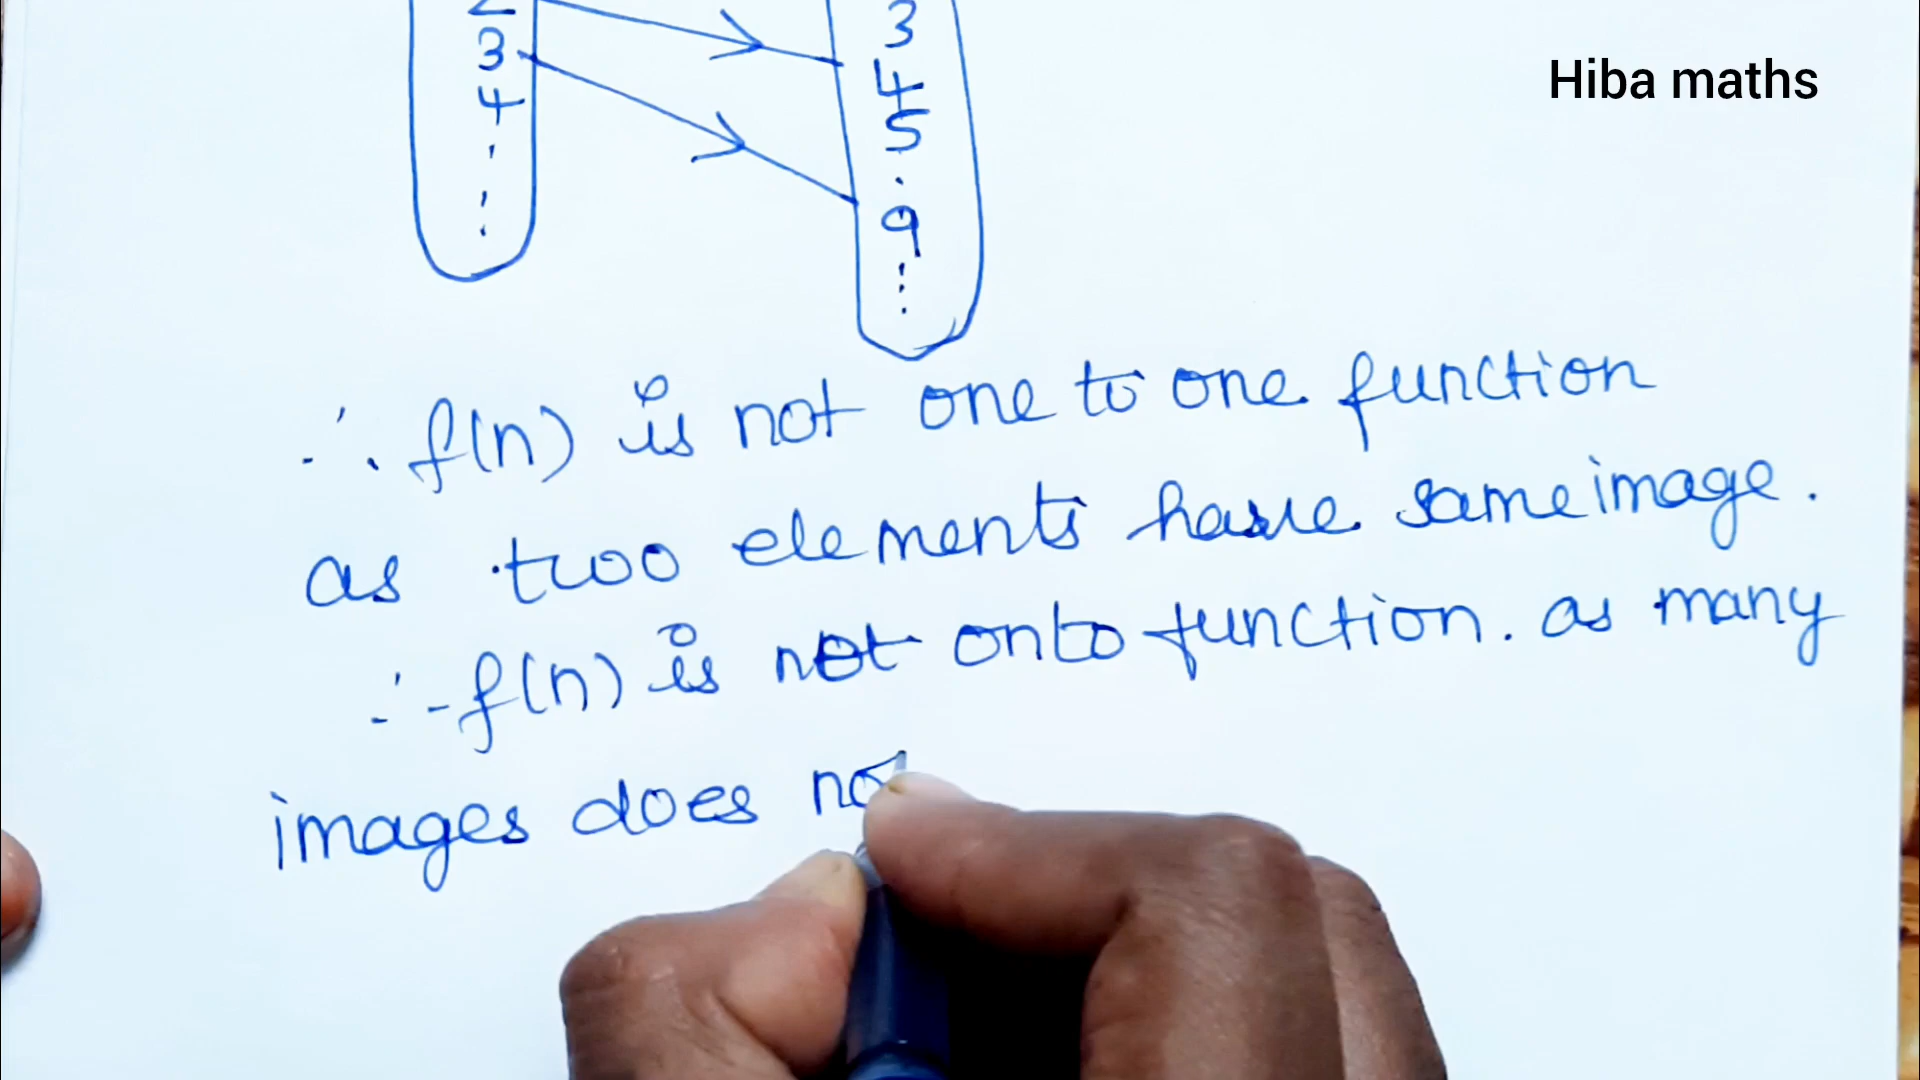 3
4
3
4
5
9
Hiba maths
∴ f(n) is not one to one function
as two elements have same image.
∴ f(n) is not onto function. as many
images does no